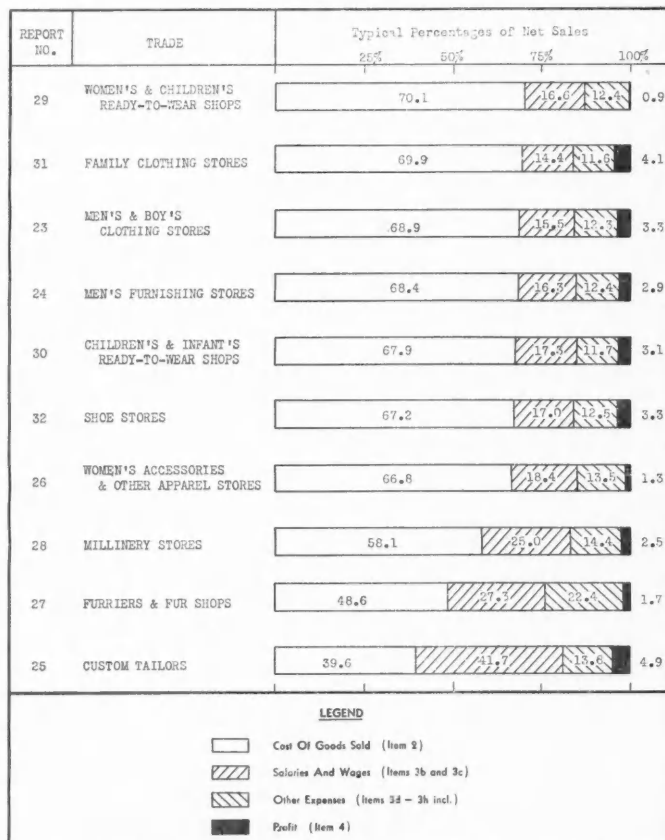 REPORT NO. TRADE Typical Percentages of Net Sales
25% 50% 75% 100%
29 WOMEN'S & CHILDREN'S
READY-TO-WEAR SHOPS 70.1 16.6 12.4 0.9
31 FAMILY CLOTHING STORES 69.9 14.4 11.6 4.1
23 MEN'S & BOY'S
CLOTHING STORES 68.9 15.5 12.3 3.3
24 MEN'S FURNISHING STORES 68.4 16.3 12.4 2.9
30 CHILDREN'S & INFANT'S
READY-TO-WEAR SHOPS 67.9 17.3 11.7 3.1
32 SHOE STORES 67.2 17.0 12.5 3.3
26 WOMEN'S ACCESSORIES
& OTHER APPAREL STORES 66.8 18.4 13.5 1.3
28 MILLINERY STORES 58.1 25.0 14.4 2.5
27 FURRIERS & FUR SHOPS 48.6 27.3 22.4 1.7
25 CUSTOM TAILORS 39.6 41.7 13.8 4.9
LEGEND
Cost Of Goods Sold (Item 2)
Salaries And Wages (Items 3b and 3c)
Other Expenses (Items 3d – 3h incl.)
Profit (Item 4)